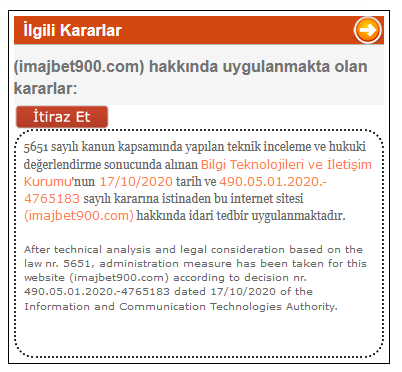 İlgili Kararlar
(imajbet900.com) hakkında uygulanmakta olan
kararlar:
İtiraz Et
5651 sayılı kanun kapsamında yapılan teknik inceleme ve hukuki
değerlendirme sonucunda alınan Bilgi Teknolojileri ve İletişim
Kurumu'nun 17/10/2020 tarih ve 490.05.01.2020.-
4765183 sayılı kararına istinaden bu internet sitesi
(imajbet900.com) hakkında idari tedbir uygulanmaktadır.
After technical analysis and legal consideration based on the
law nr. 5651, administration measure has been taken for this
website (imajbet900.com) according to decision nr.
490.05.01.2020.-4765183 dated 17/10/2020 of the
Information and Communication Technologies Authority.